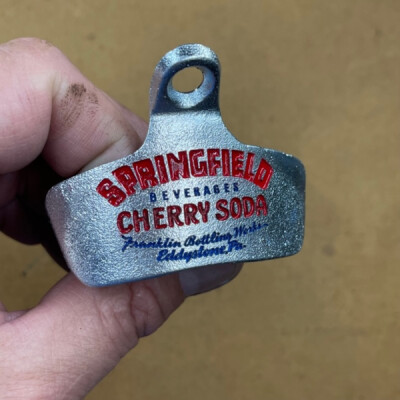 SPRINGFIELD
BEVERAGES
CHERRY SODA
Franklin Bottling Works
Eddystone, Pa.